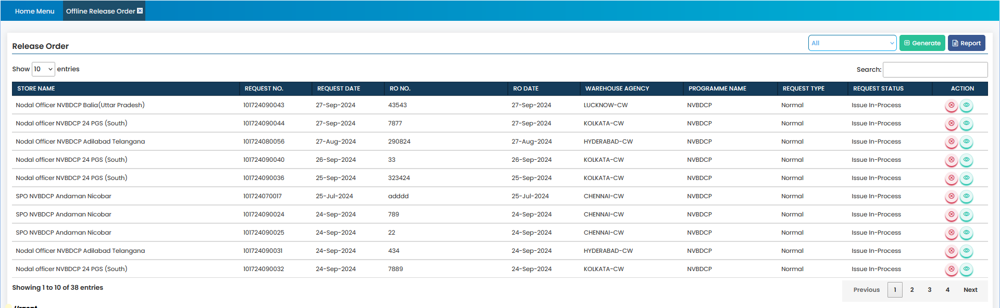 Home Menu Offline Release Order
Release Order All Generate Report
Show 10 entries Search:
STORE NAME REQUEST NO. REQUEST DATE RO NO. RO DATE WAREHOUSE AGENCY PROGRAMME NAME REQUEST TYPE REQUEST STATUS ACTION
Nodal Officer NVBDCP Balia(Uttar Pradesh) 101724090043 27-Sep-2024 43543 27-Sep-2024 LUCKNOW-CW NVBDCP Normal Issue In-Process
Nodal officer NVBDCP 24 PGS (South) 101724090044 27-Sep-2024 7877 27-Sep-2024 KOLKATA-CW NVBDCP Normal Issue In-Process
Nodal Officer NVBDCP Adilabad Telangana 101724080056 27-Aug-2024 290824 27-Aug-2024 HYDERABAD-CW NVBDCP Normal Issue In-Process
Nodal officer NVBDCP 24 PGS (South) 101724090040 26-Sep-2024 33 26-Sep-2024 KOLKATA-CW NVBDCP Normal Issue In-Process
Nodal officer NVBDCP 24 PGS (South) 101724090036 25-Sep-2024 323424 25-Sep-2024 KOLKATA-CW NVBDCP Normal Issue In-Process
SPO NVBDCP Andaman Nicobar 101724070017 25-Jul-2024 adddd 25-Jul-2024 CHENNAI-CW NVBDCP Normal Issue In-Process
SPO NVBDCP Andaman Nicobar 101724090024 24-Sep-2024 789 24-Sep-2024 CHENNAI-CW NVBDCP Normal Issue In-Process
SPO NVBDCP Andaman Nicobar 101724090025 24-Sep-2024 22 24-Sep-2024 CHENNAI-CW NVBDCP Normal Issue In-Process
Nodal Officer NVBDCP Adilabad Telangana 101724090031 24-Sep-2024 434 24-Sep-2024 HYDERABAD-CW NVBDCP Normal Issue In-Process
Nodal officer NVBDCP 24 PGS (South) 101724090032 24-Sep-2024 7889 24-Sep-2024 KOLKATA-CW NVBDCP Normal Issue In-Process
Showing 1 to 10 of 38 entries Previous 1 2 3 4 Next
Urgent